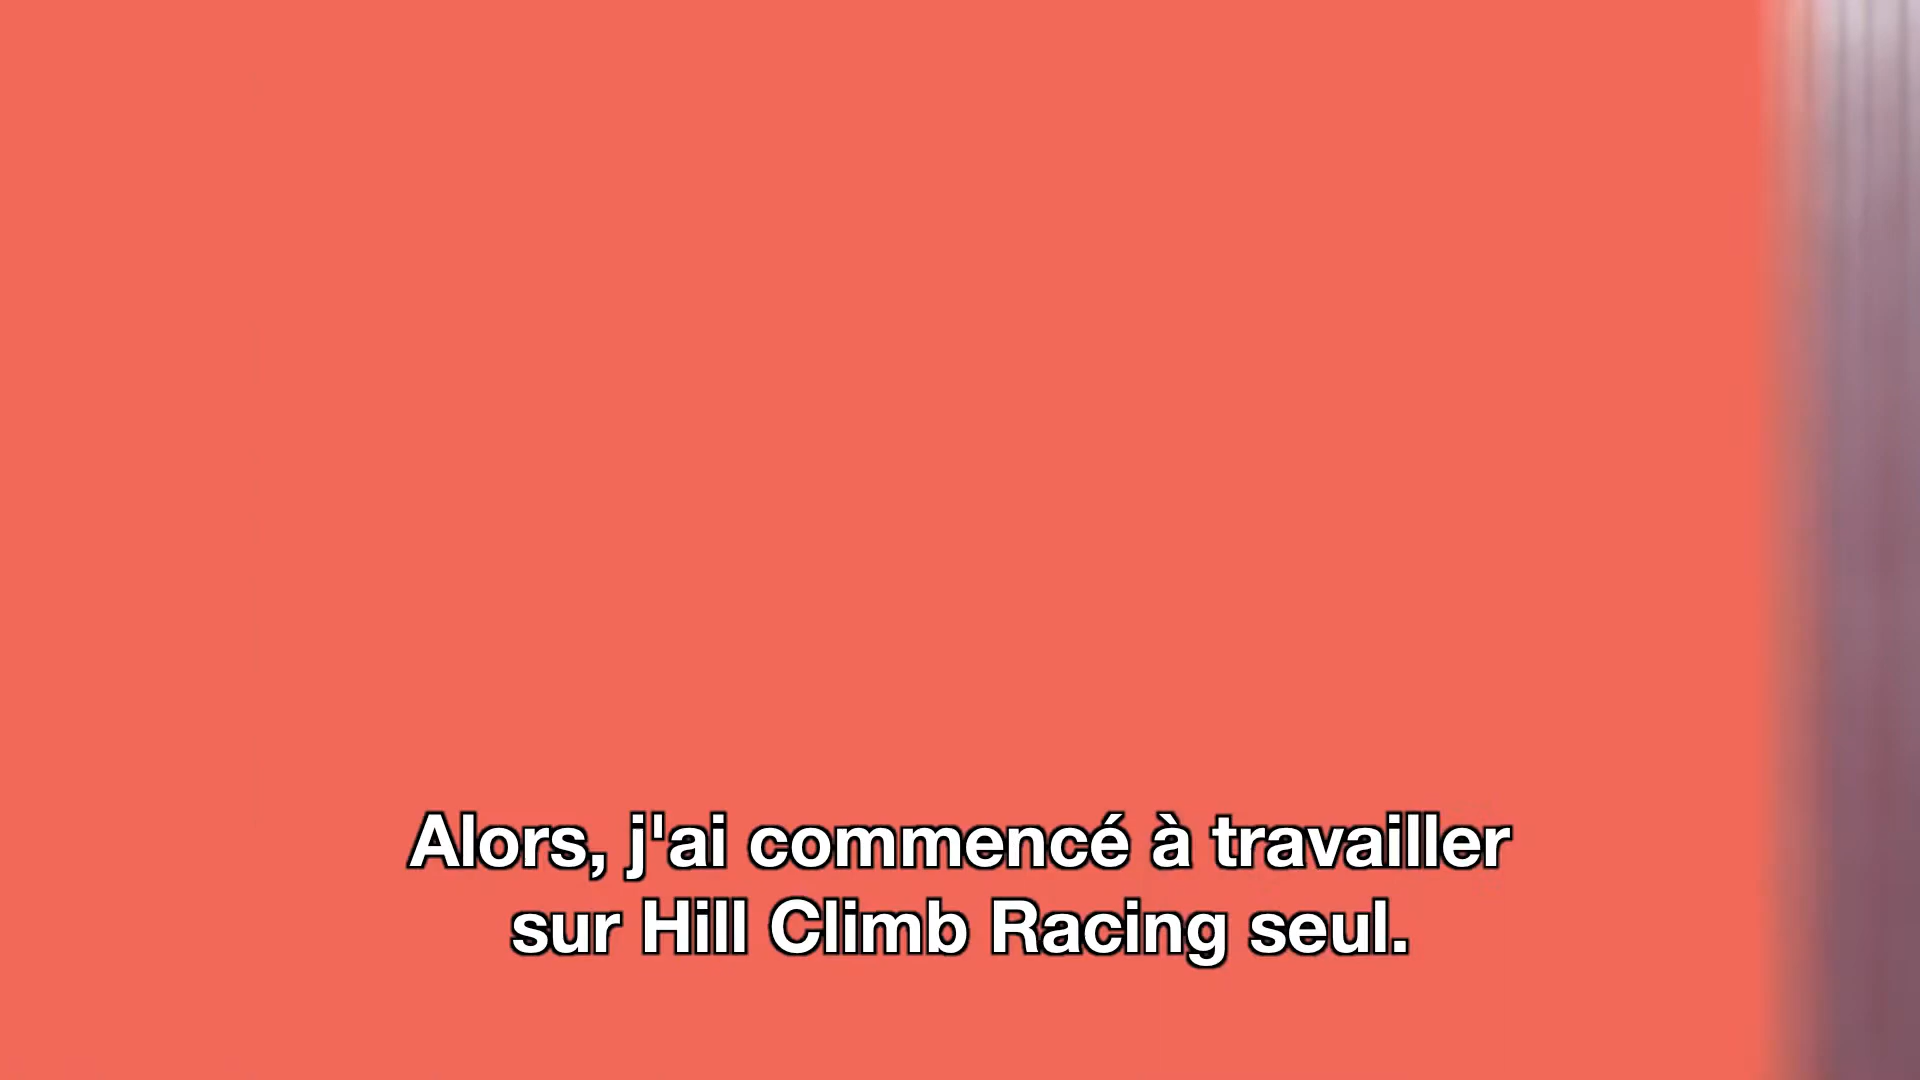 Alors, j'ai commencé à travailler
sur Hill Climb Racing seul.